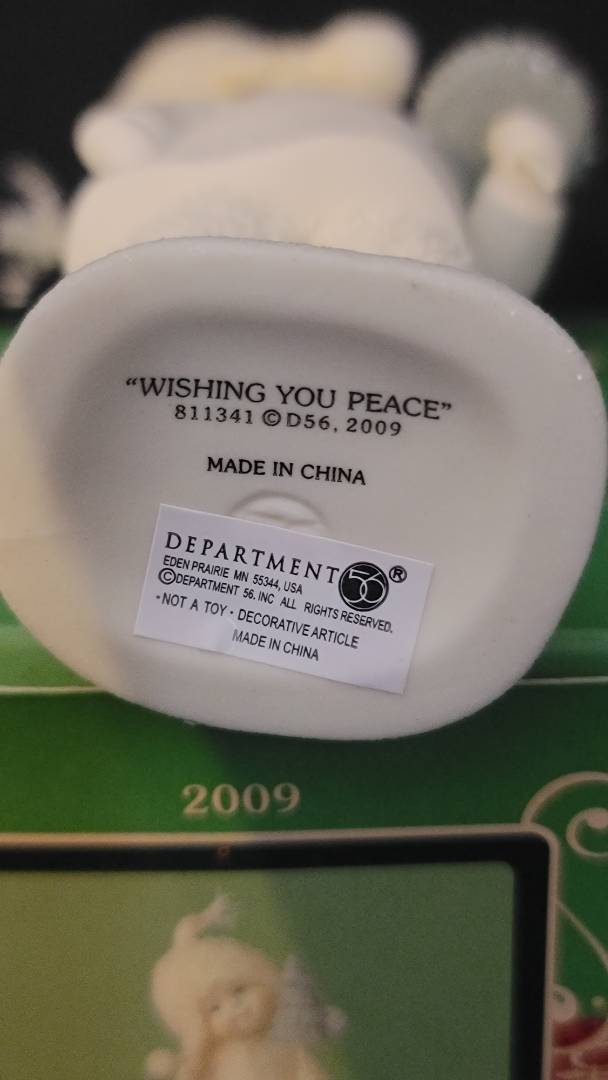 “WISHING YOU PEACE”
811341 © D56, 2009
MADE IN CHINA
DEPARTMENT 56®
EDEN PRAIRIE MN 55344, USA
©DEPARTMENT 56. INC ALL RIGHTS RESERVED.
•NOT A TOY • DECORATIVE ARTICLE
MADE IN CHINA
2009